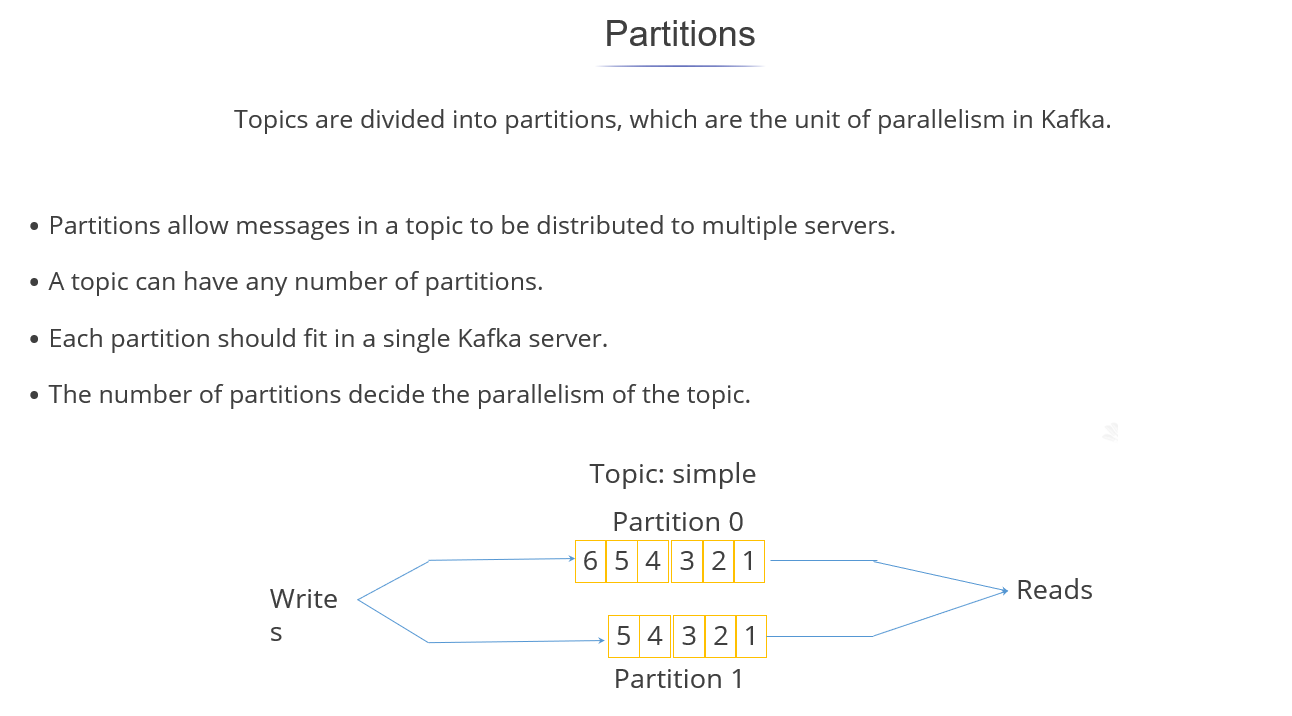 Partitions
Topics are divided into partitions, which are the unit of parallelism in Kafka.
• Partitions allow messages in a topic to be distributed to multiple servers.
• A topic can have any number of partitions.
• Each partition should fit in a single Kafka server.
• The number of partitions decide the parallelism of the topic.
Topic: simple
Partition 0
6 5 4 3 2 1
Write
s
Reads
5 4 3 2 1
Partition 1